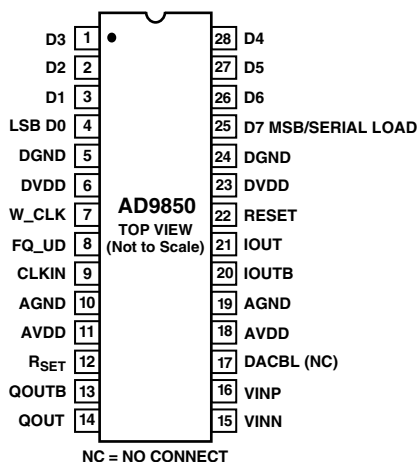 D3 1 28 D4
D2 2 27 D5
D1 3 26 D6
LSB D0 4 25 D7 MSB/SERIAL LOAD
DGND 5 24 DGND
DVDD 6 23 DVDD
W_CLK 7 AD9850 22 RESET
TOP VIEW
FQ_UD 8 (Not to Scale) 21 IOUT
CLKIN 9 20 IOUTB
AGND 10 19 AGND
AVDD 11 18 AVDD
RSET 12 17 DACBL (NC)
QOUTB 13 16 VINP
QOUT 14 15 VINN
NC = NO CONNECT